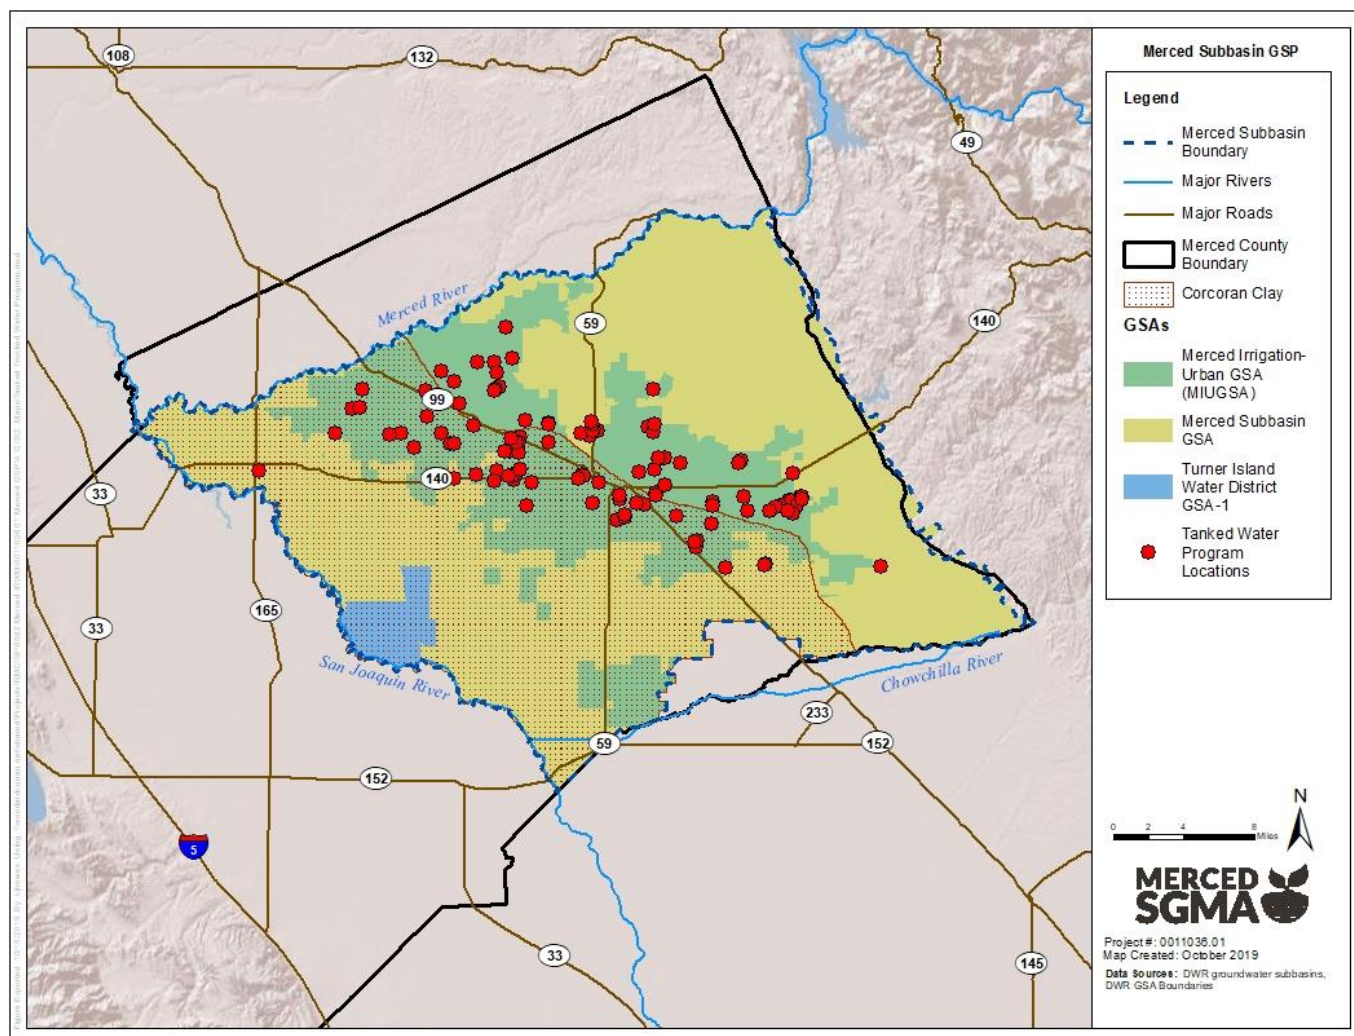 Merced Subbasin GSP
Legend
Merced Subbasin
Boundary
Major Rivers
Major Roads
Merced County
Boundary
Corcoran Clay
GSAs
Merced Irrigation-
Urban GSA
(MIUGSA)
Merced Subbasin
GSA
Turner Island
Water District
GSA-1
Tanked Water
Program
Locations
108
132
49
Merced River
59
140
99
140
33
165
33
San Joaquin River
Chowchilla River
233
59
152
152
5
33
145
N
0 2 4 8
Miles
MERCED
SGMA
Project #: 0011036.01
Map Created: October 2019
Data Sources: DWR groundwater subbasins,
DWR GSA Boundaries